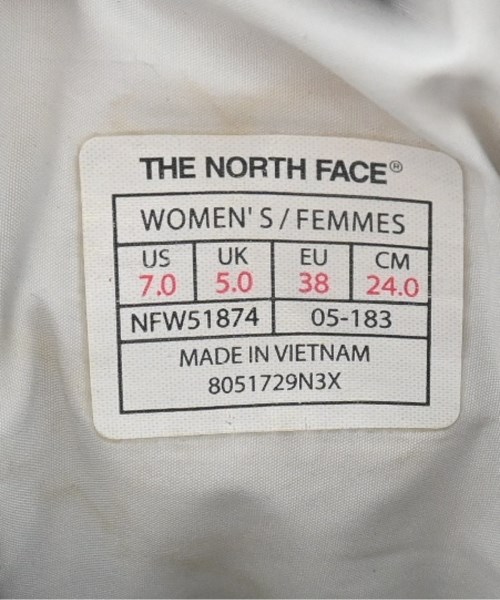 THE NORTH FACE®
WOMEN'S/FEMMES
US UK EU CM
7.0 5.0 38 24.0
NFW51874 05-183
MADE IN VIETNAM
8051729N3X